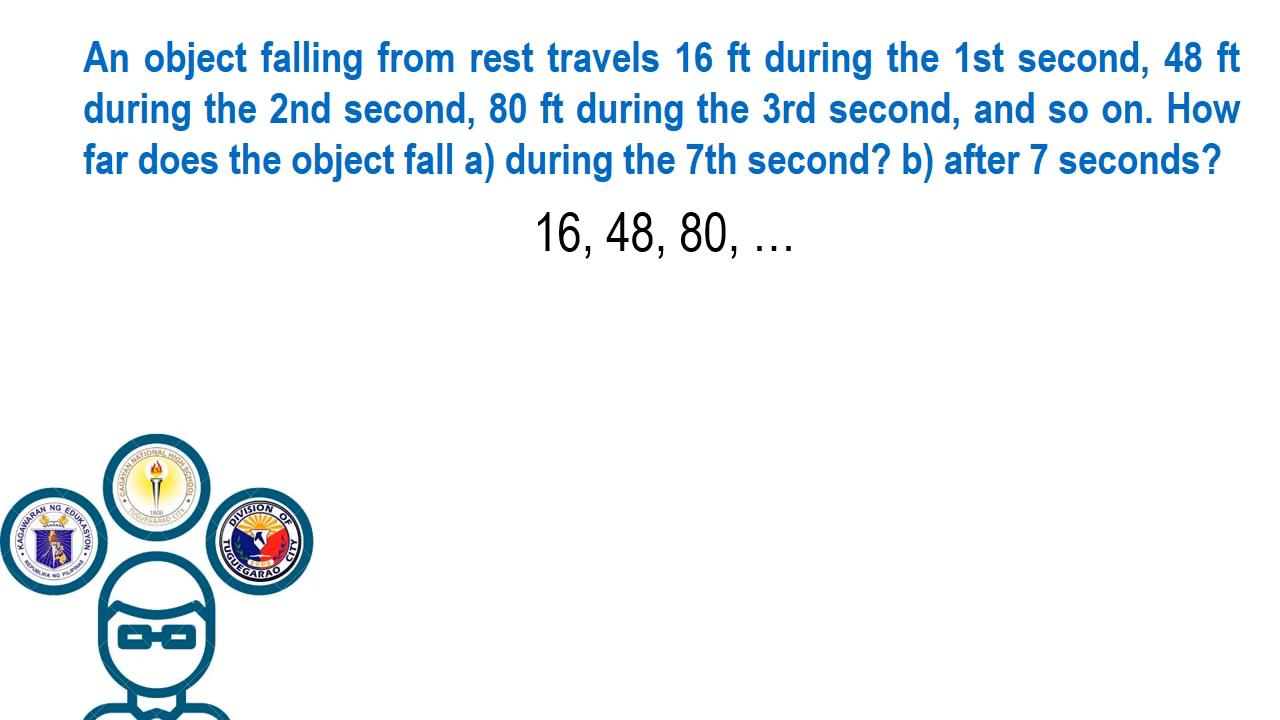 An object falling from rest travels 16 ft during the 1st second, 48 ft
during the 2nd second, 80 ft during the 3rd second, and so on. How
far does the object fall a) during the 7th second? b) after 7 seconds?
16, 48, 80, …
CAGAYAN NATIONAL HIGH SCHOOL
TUGUEGARAO CITY
KAGAWARAN NG EDUKASYON
REPUBLIKA NG PILIPINAS
DIVISION OF
TUGUEGARAO CITY